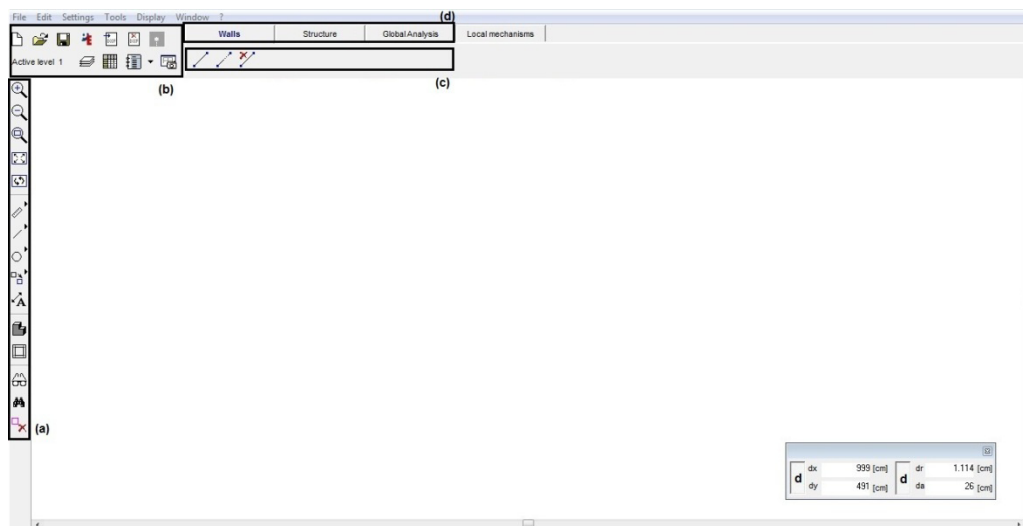 File Edit Settings Tools Display Window ?
(d)
Walls Structure Global Analysis Local mechanisms
Active level 1
(b) (c)
A
(a)
dx 999 [cm] dr 1.114 [cm]
d d
dy 491 [cm] da 26 [cm]